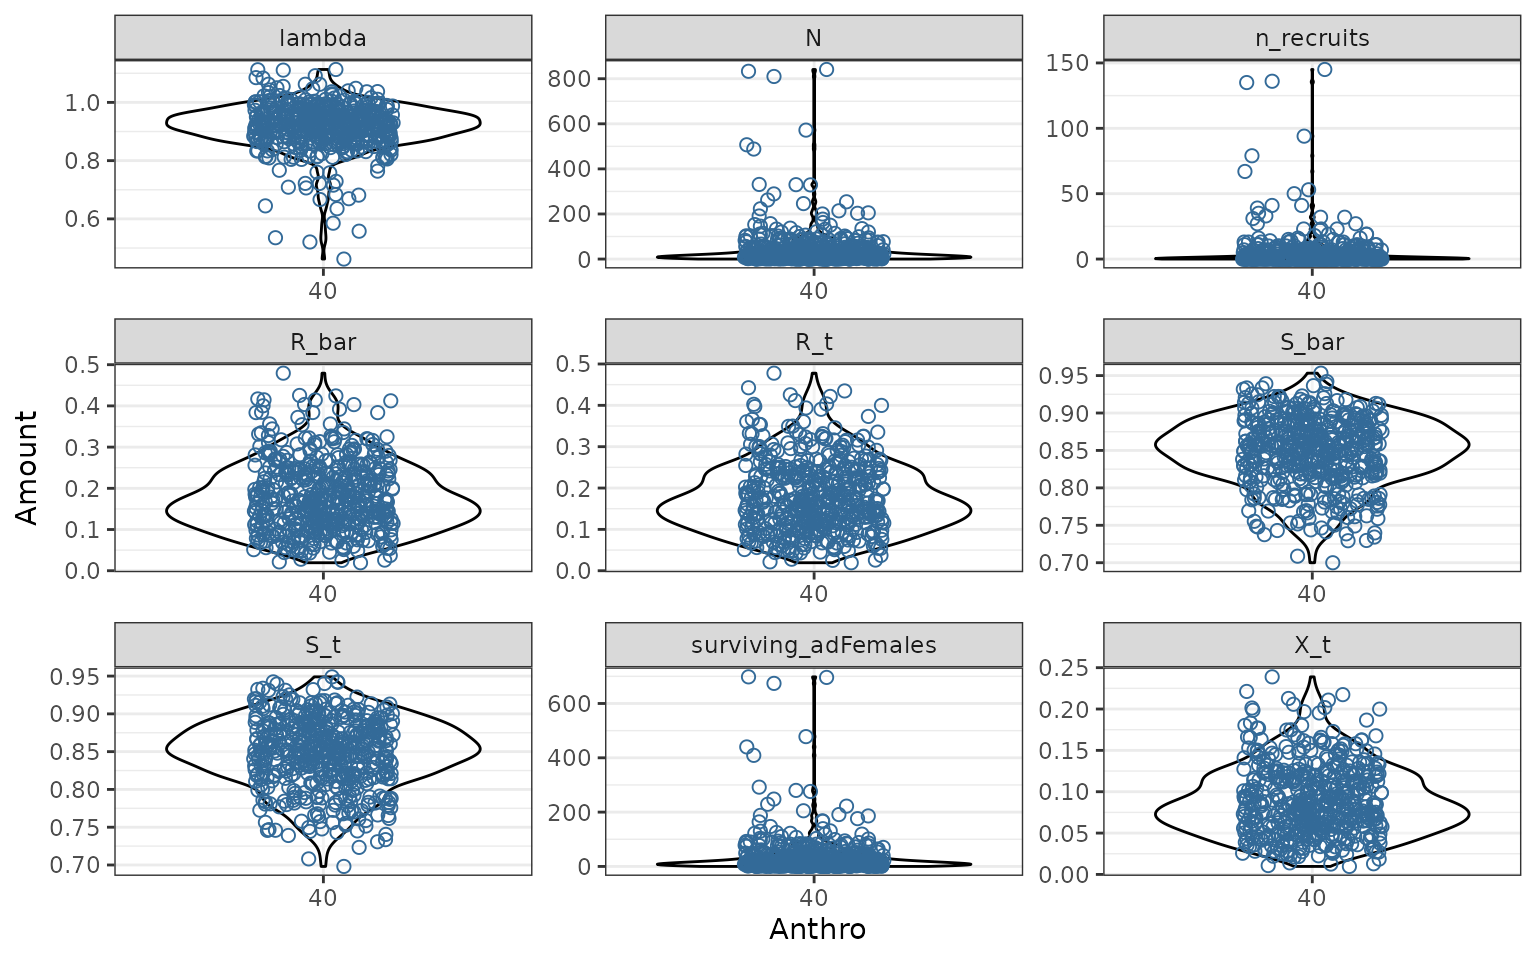 lambda N n_recruits
1.0 0.8 0.6
800 600 400 200 0
150 100 50 0
40 40 40
R_bar R_t S_bar
0.5 0.4 0.3 0.2 0.1 0.0
0.5 0.4 0.3 0.2 0.1 0.0
0.95 0.90 0.85 0.80 0.75 0.70
40 40 40
Amount
S_t surviving_adFemales X_t
0.95 0.90 0.85 0.80 0.75 0.70
600 400 200 0
0.25 0.20 0.15 0.10 0.05 0.00
40 40 40
Anthro